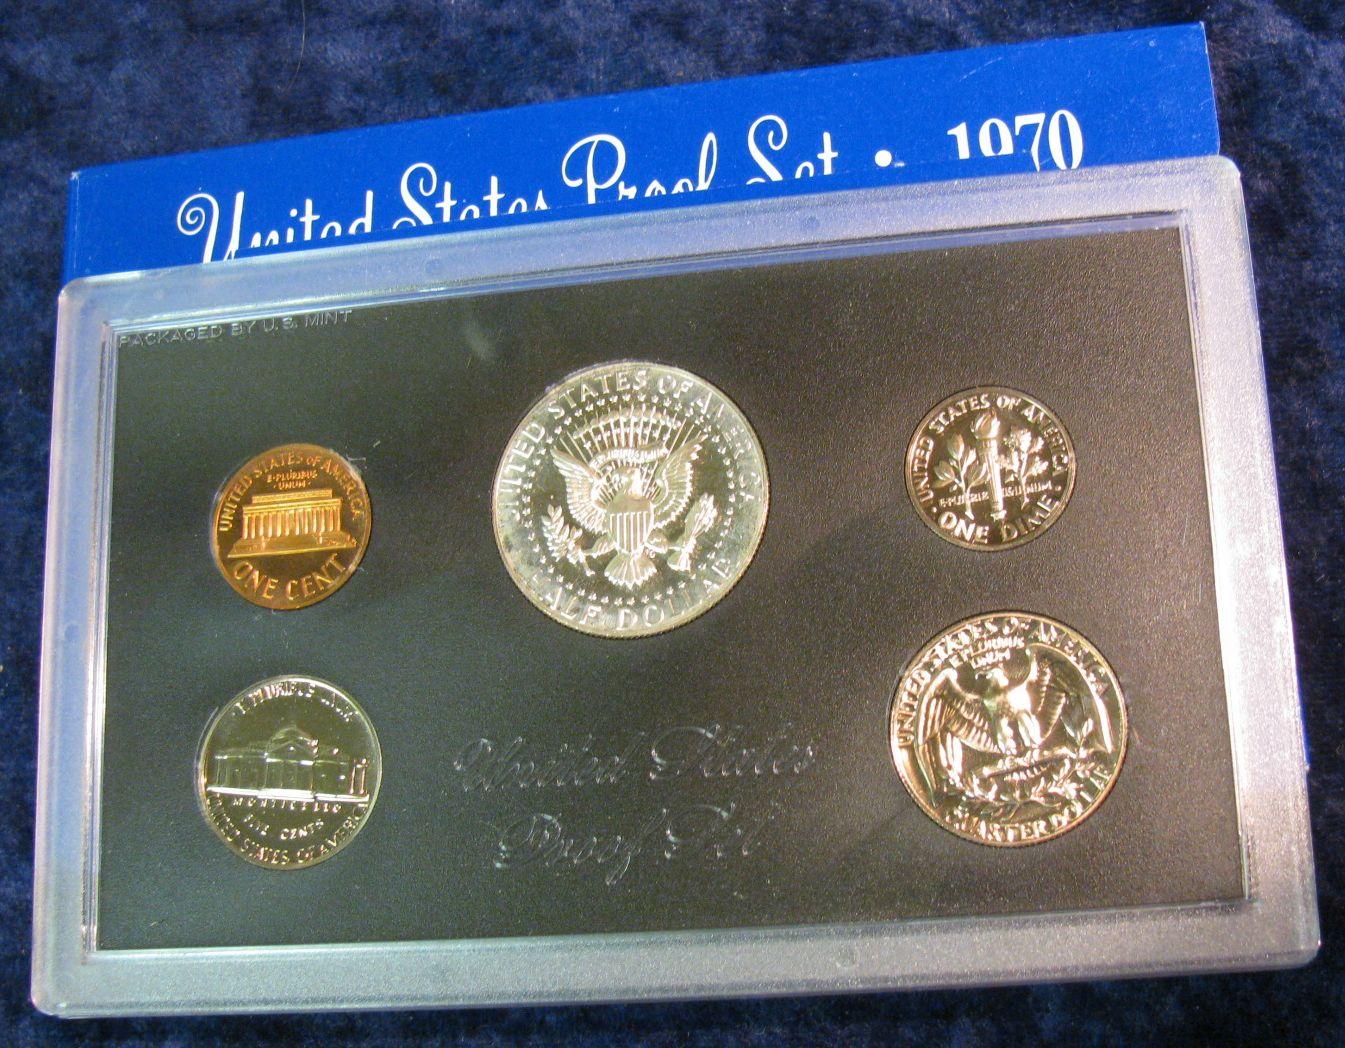 United States Proof Set • 1970
PACKAGED BY U.S. MINT
UNITED STATES OF AMERICA
E·PLURIBUS
·UNUM·
ONE CENT
UNITED STATES OF AMERICA
HALF DOLLAR
UNITED STATES OF AMERICA
E·PLURIBUS UNUM
ONE DIME
E PLURIBUS UNUM
MONTICELLO
FIVE CENTS
UNITED STATES OF AMERICA
UNITED STATES OF AMERICA
E PLURIBUS
UNUM
QUARTER DOLLAR
United States
Proof Set